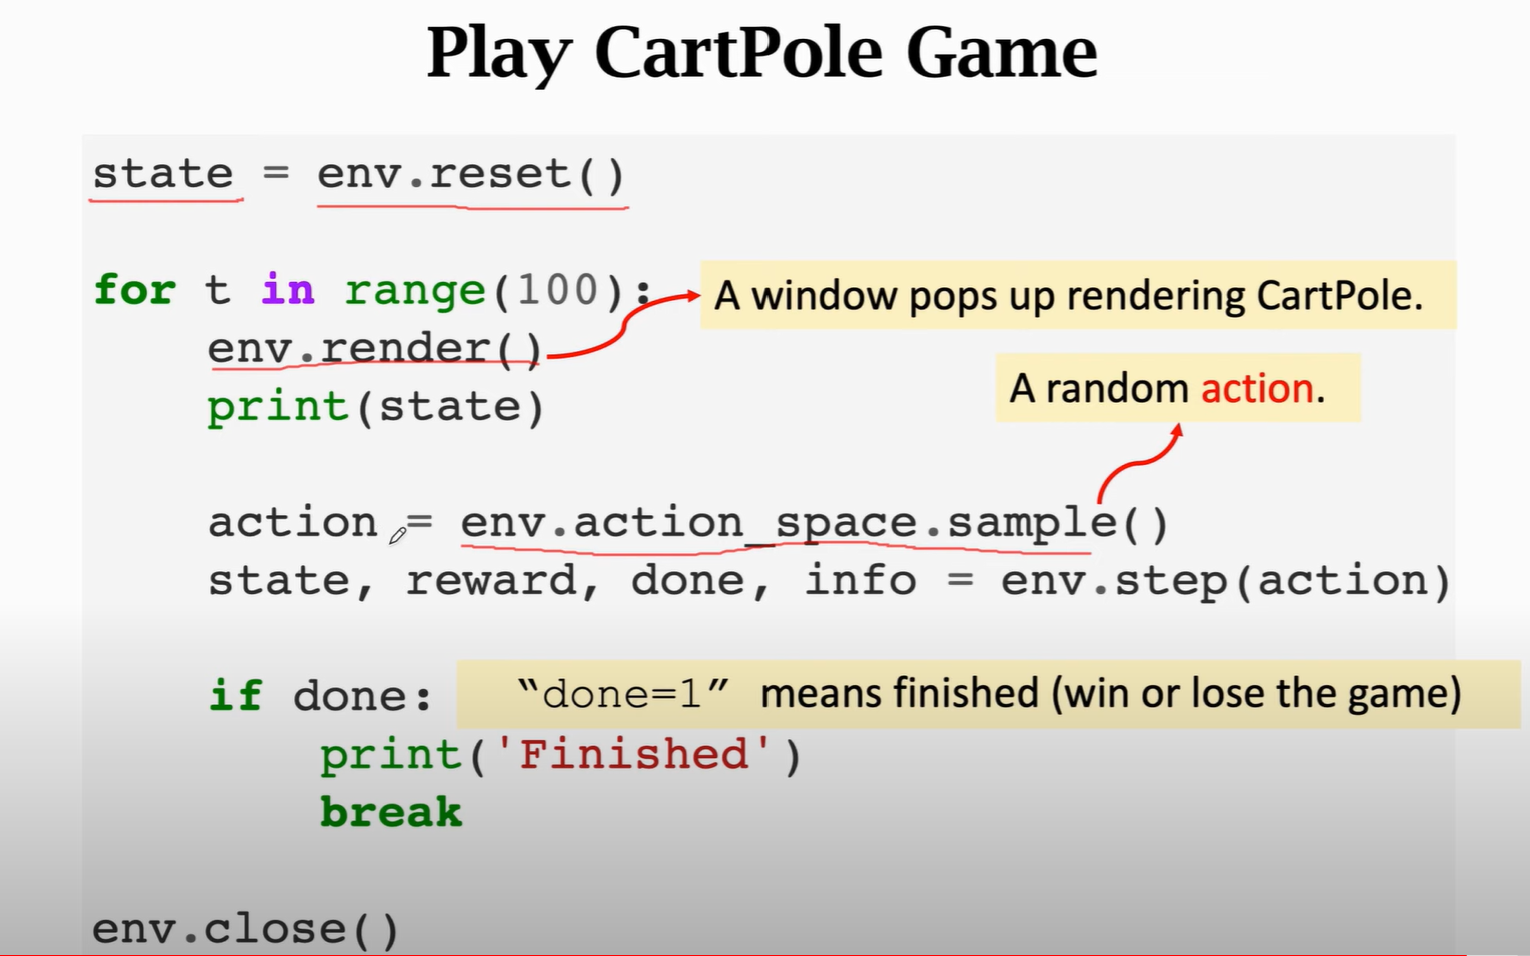 Play CartPole Game
state = env.reset()
for t in range(100):
A window pops up rendering CartPole.
env.render()
print(state)
A random action.
action = env.action_space.sample()
state, reward, done, info = env.step(action)
if done:
“done=1” means finished (win or lose the game)
print('Finished')
break
env.close()